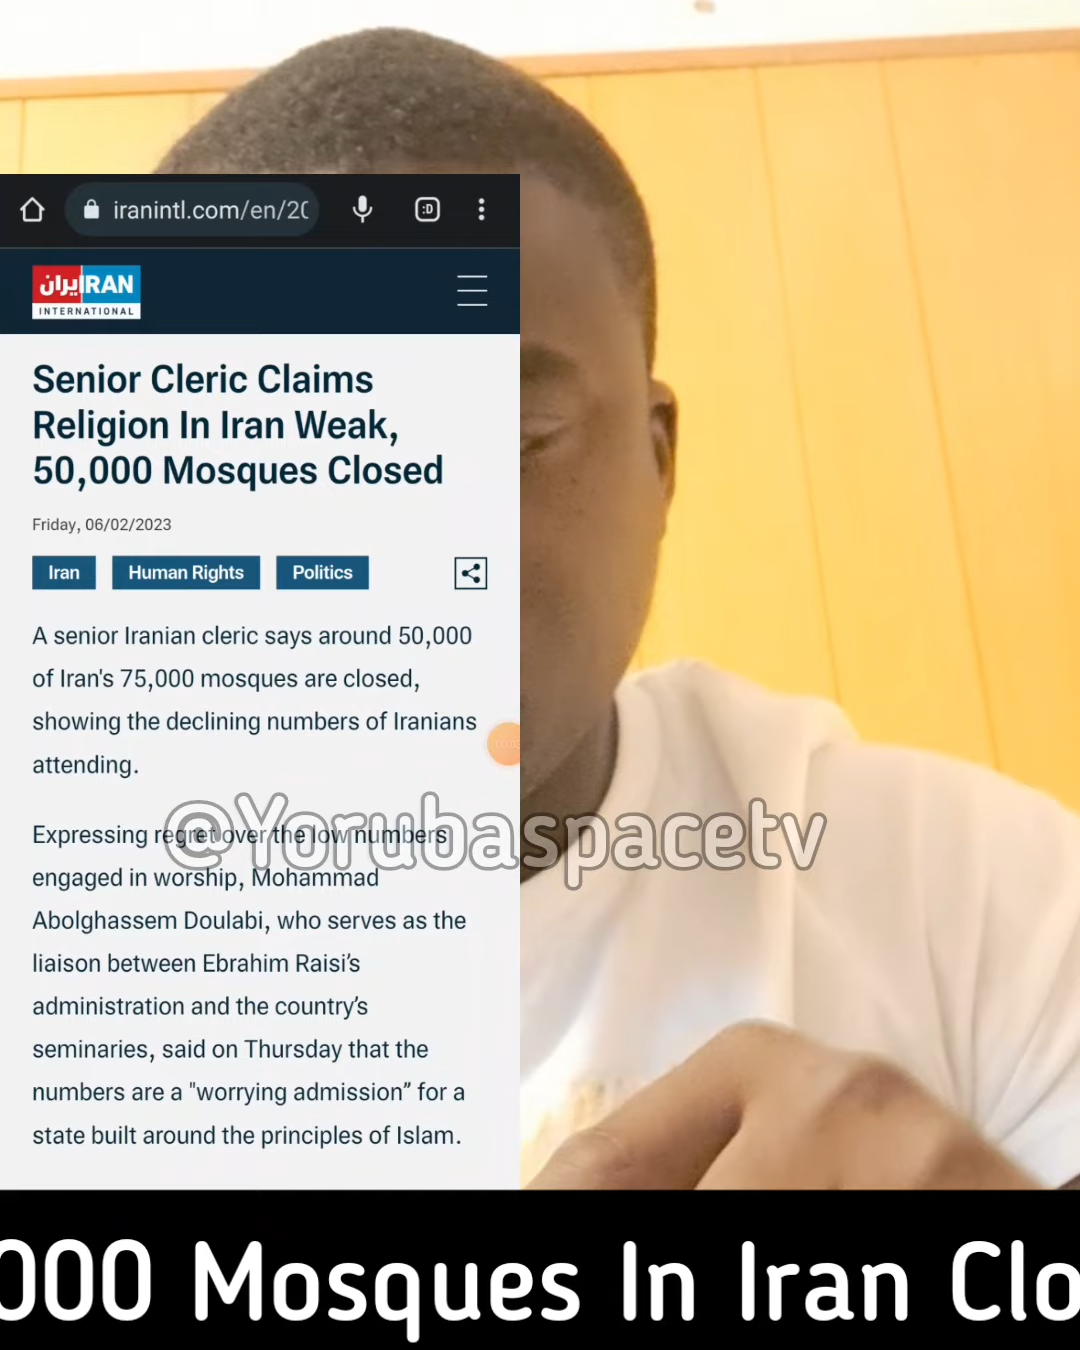 iranintl.com/en/20
:D
ایران IRAN
INTERNATIONAL
Senior Cleric Claims
Religion In Iran Weak,
50,000 Mosques Closed
Friday, 06/02/2023
Iran
Human Rights
Politics
A senior Iranian cleric says around 50,000
of Iran's 75,000 mosques are closed,
showing the declining numbers of Iranians
attending.
Expressing regret over the low numbers
engaged in worship, Mohammad
Abolghassem Doulabi, who serves as the
liaison between Ebrahim Raisi’s
administration and the country’s
seminaries, said on Thursday that the
numbers are a "worrying admission” for a
state built around the principles of Islam.
@Yorubaspacetv
000 Mosques In Iran Clo